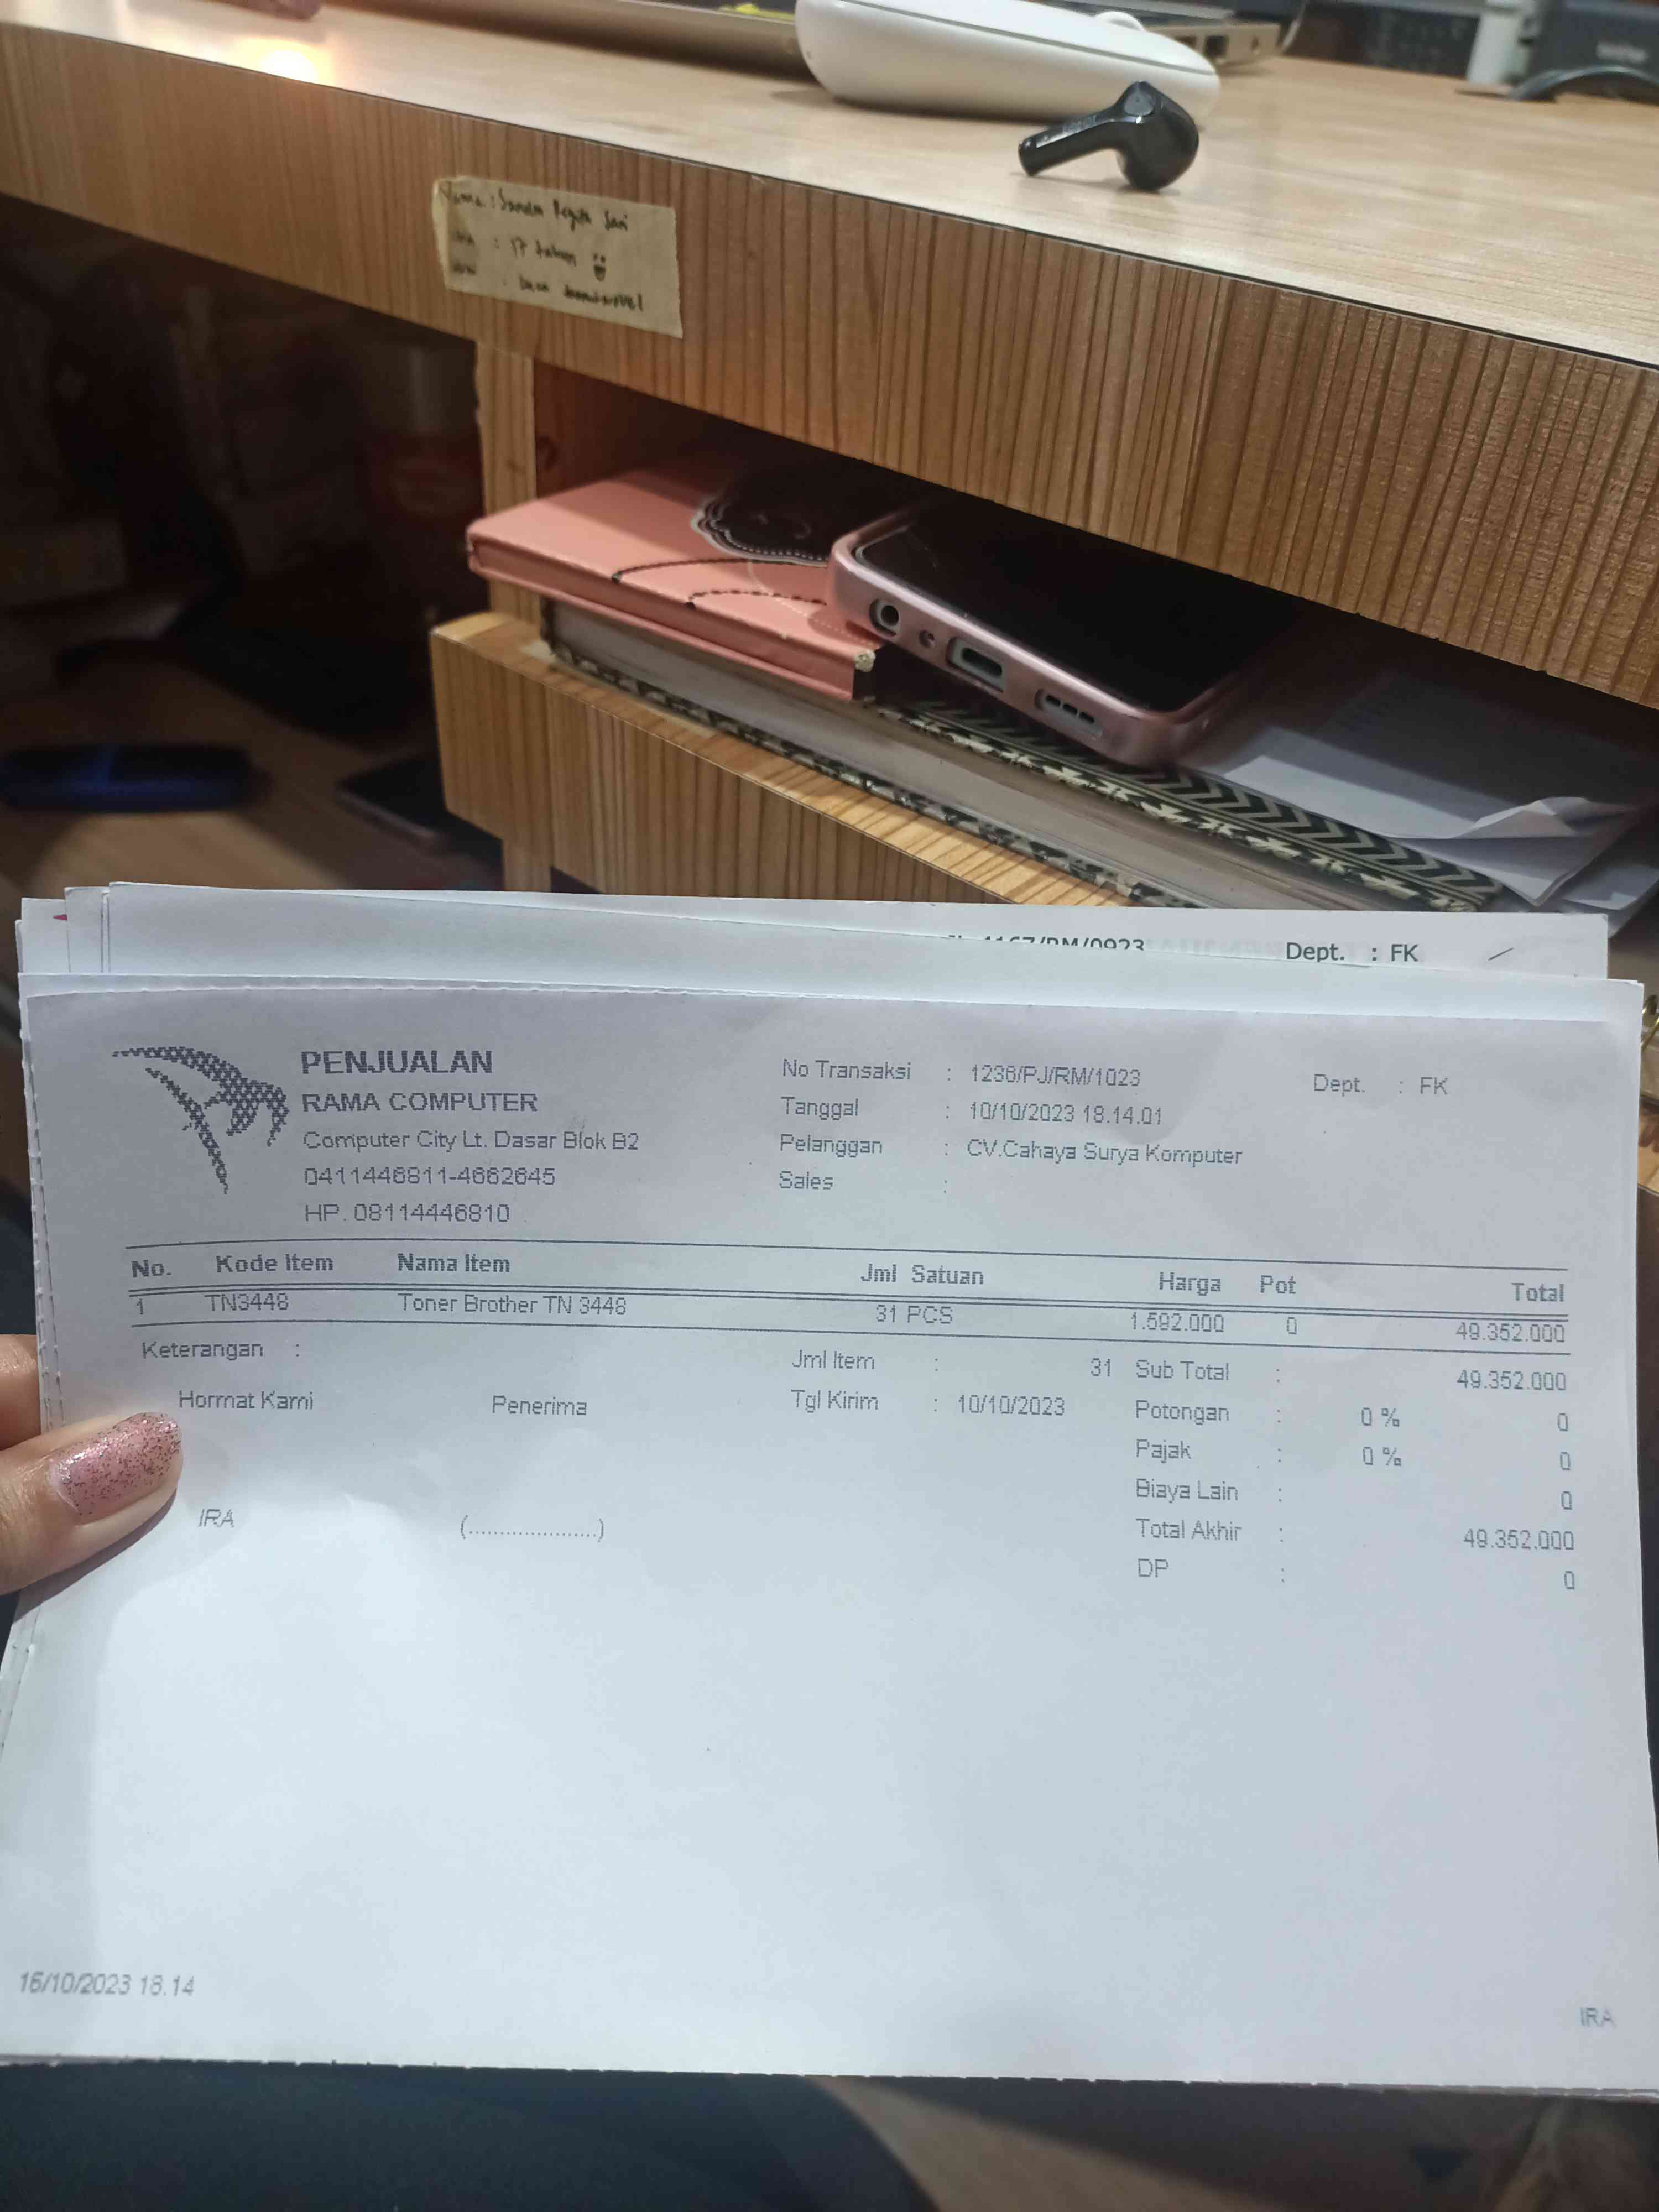 17 tahun
4167/RM/0923 Dept. : FK
PENJUALAN
RAMA COMPUTER
Computer City Lt. Dasar Blok B2
0411446811-4662645
HP. 08114446810
No Transaksi : 1236/PJ/RM/1023 Dept. : FK
Tanggal : 10/10/2023 18.14.01
Pelanggan : CV.Cahaya Surya Komputer
Sales :
No. Kode Item Nama Item Jml Satuan Harga Pot Total
1 TN3448 Toner Brother TN 3448 31 PCS 1.592.000 0 49.352.000
Keterangan : Jml Item : 31 Sub Total : 49.352.000
Hormat Kami Penerima Tgl Kirim : 10/10/2023 Potongan : 0 % 0
Pajak : 0 % 0
Biaya Lain : 0
IRA (......................) Total Akhir : 49.352.000
DP : 0
16/10/2023 18.14
IRA